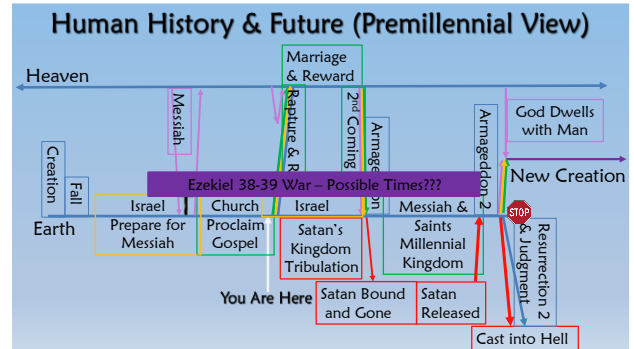 Human History & Future (Premillennial View)
Marriage
& Reward
Heaven
Messiah
Rapture & R
2nd Coming
Armage
on
Armageddon 2
God Dwells
with Man
Creation
Fall
Ezekiel 38-39 War – Possible Times???
New Creation
Israel
Church
Israel
Messiah &
STOP
Earth
Prepare for
Messiah
Proclaim
Gospel
Satan's
Kingdom
Tribulation
Saints
Millennial
Kingdom
Resurrection 2
& Judgment
You Are Here
Satan Bound
and Gone
Satan
Released
Cast into Hell